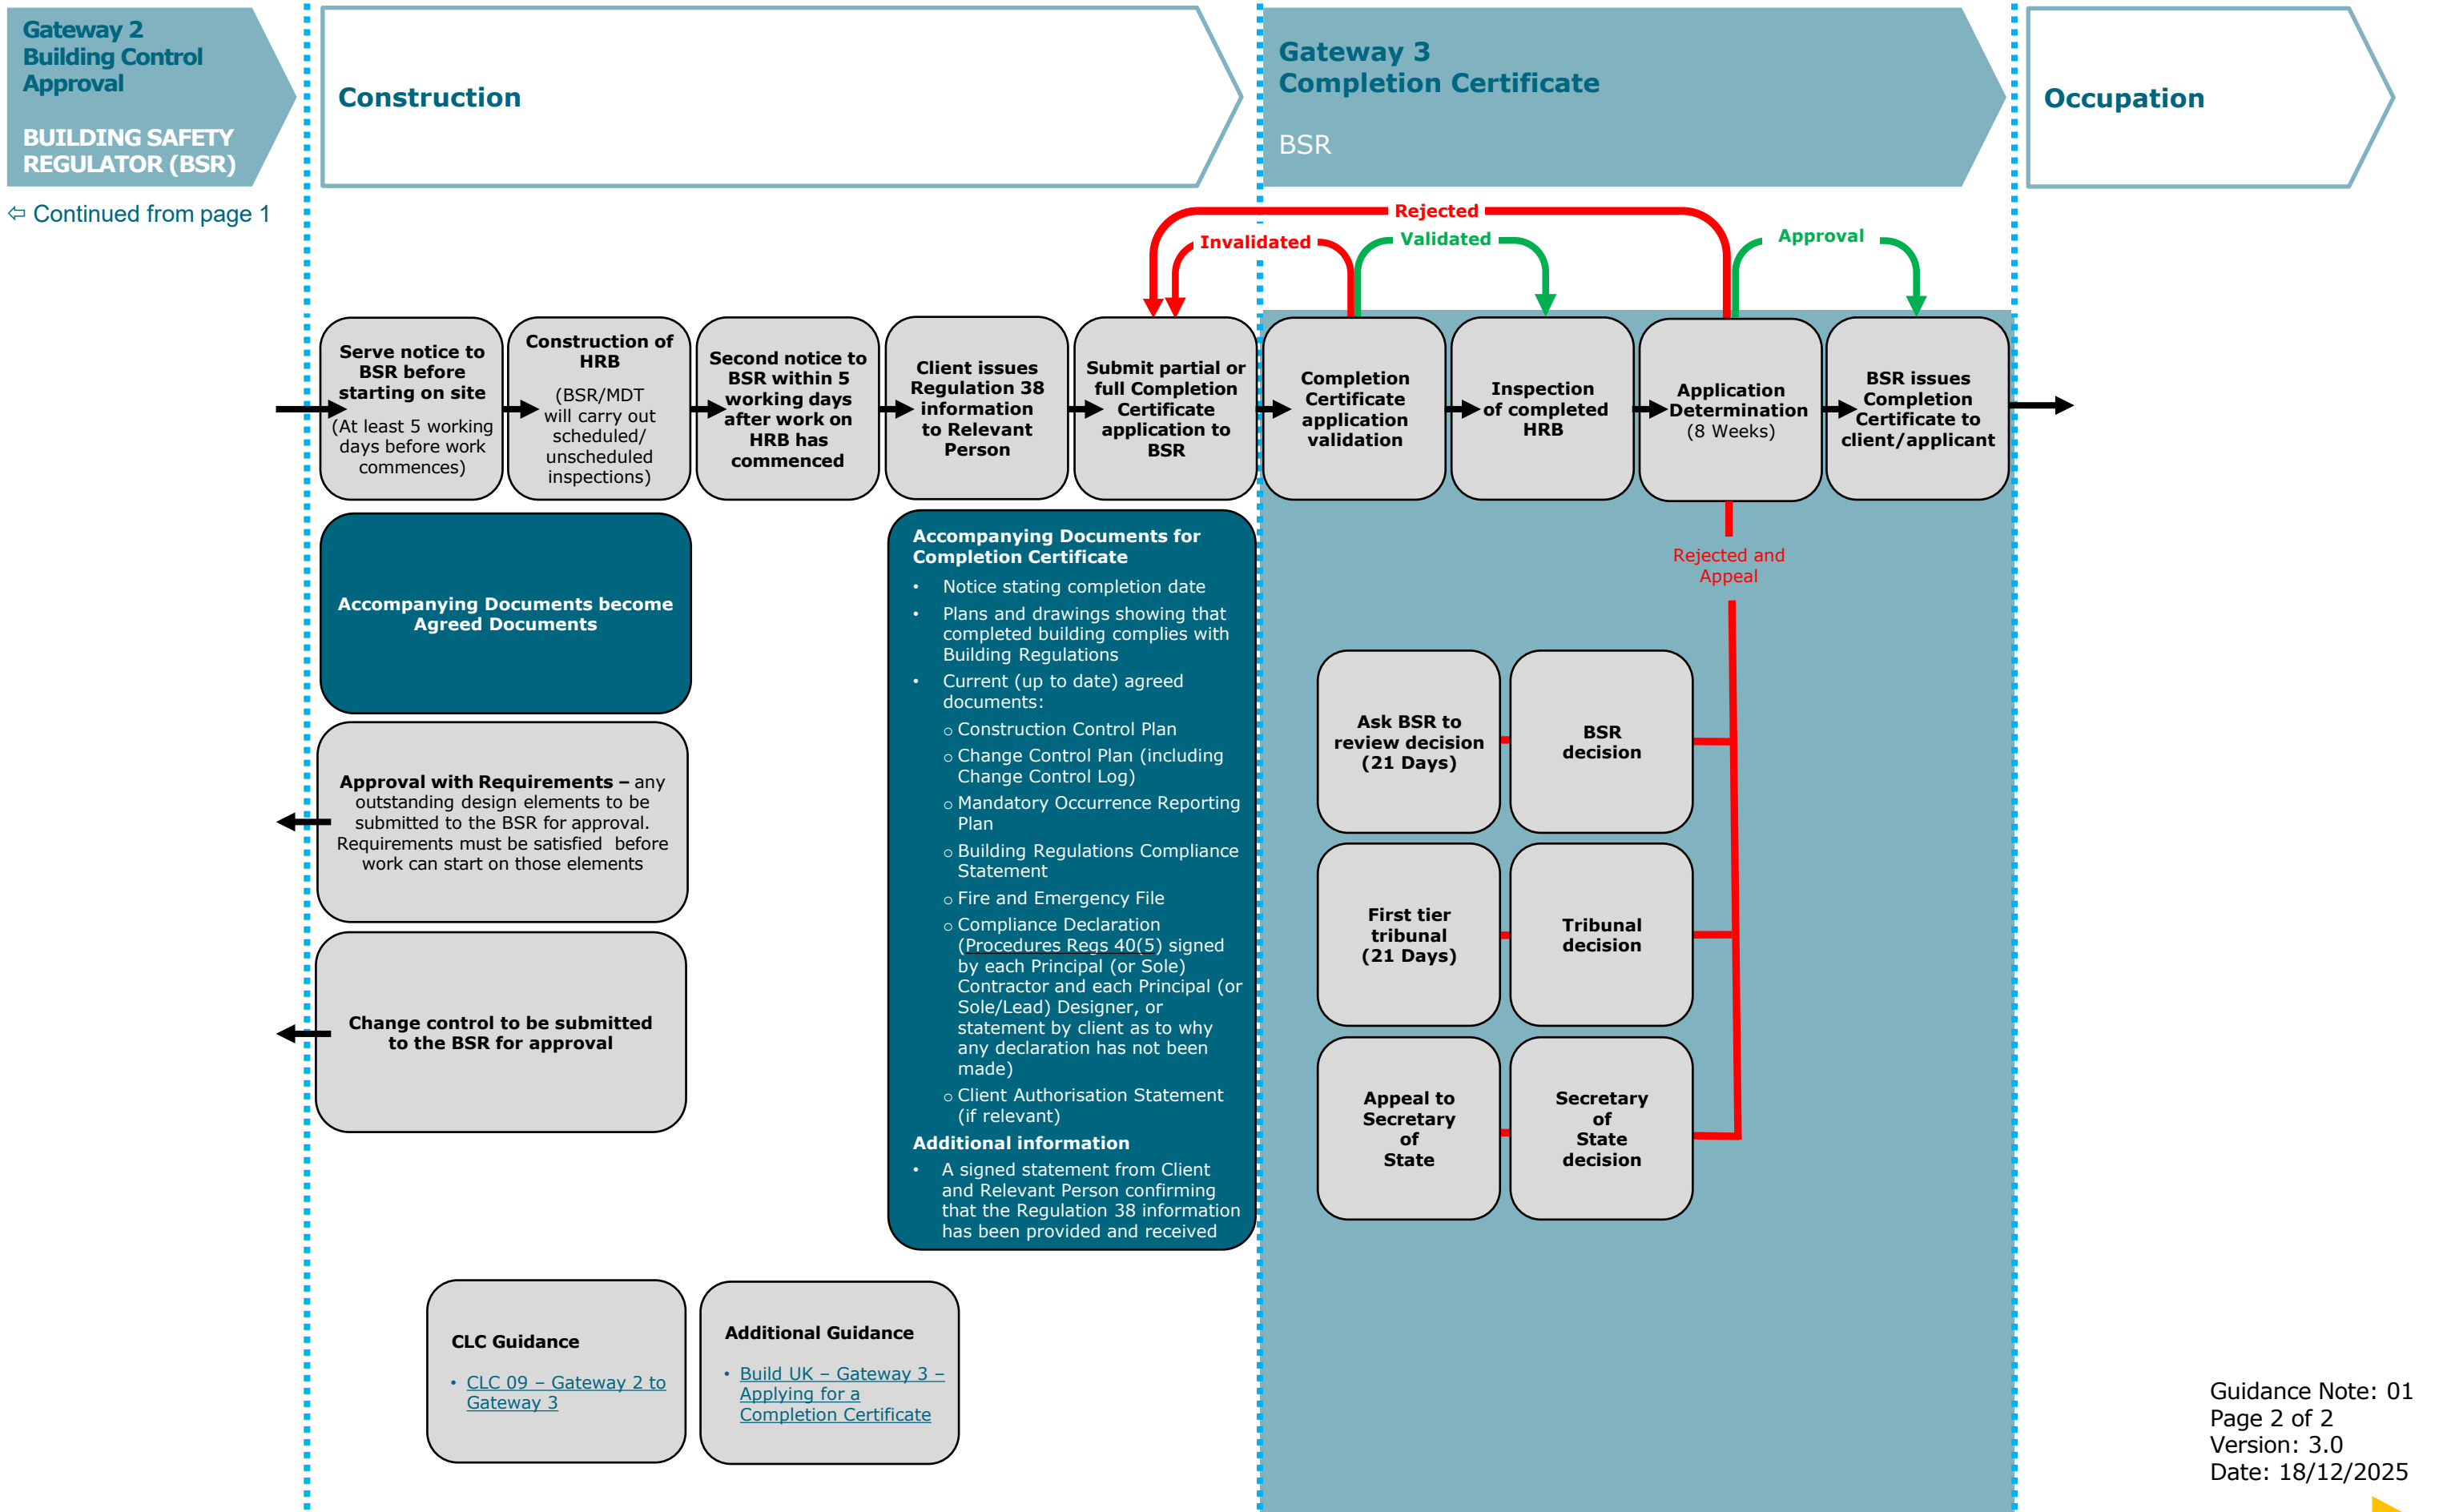 Gateway 2
Building Control
Approval
BUILDING SAFETY
REGULATOR (BSR)
Construction
Gateway 3
Completion Certificate
BSR
Occupation
⇦ Continued from page 1
Rejected
Invalidated
Validated
Approval
Serve notice to
BSR before
starting on site
(At least 5 working
days before work
commences)
Construction of
HRB
(BSR/MDT
will carry out
scheduled/
unscheduled
inspections)
Second notice to
BSR within 5
working days
after work on
HRB has
commenced
Client issues
Regulation 38
information
to Relevant
Person
Submit partial or
full Completion
Certificate
application to
BSR
Completion
Certificate
application
validation
Inspection
of completed
HRB
Application
Determination
(8 Weeks)
BSR issues
Completion
Certificate to
client/applicant
Accompanying Documents become
Agreed Documents
Approval with Requirements – any
outstanding design elements to be
submitted to the BSR for approval.
Requirements must be satisfied before
work can start on those elements
Change control to be submitted
to the BSR for approval
Accompanying Documents for
Completion Certificate
• Notice stating completion date
• Plans and drawings showing that
completed building complies with
Building Regulations
• Current (up to date) agreed
documents:
o Construction Control Plan
o Change Control Plan (including
Change Control Log)
o Mandatory Occurrence Reporting
Plan
o Building Regulations Compliance
Statement
o Fire and Emergency File
o Compliance Declaration
(Procedures Regs 40(5) signed
by each Principal (or Sole)
Contractor and each Principal (or
Sole/Lead) Designer, or
statement by client as to why
any declaration has not been
made)
o Client Authorisation Statement
(if relevant)
Additional information
• A signed statement from Client
and Relevant Person confirming
that the Regulation 38 information
has been provided and received
Rejected and
Appeal
Ask BSR to
review decision
(21 Days)
BSR
decision
First tier
tribunal
(21 Days)
Tribunal
decision
Appeal to
Secretary
of
State
Secretary
of
State
decision
CLC Guidance
• CLC 09 – Gateway 2 to
Gateway 3
Additional Guidance
• Build UK – Gateway 3 –
Applying for a
Completion Certificate
Guidance Note: 01
Page 2 of 2
Version: 3.0
Date: 18/12/2025